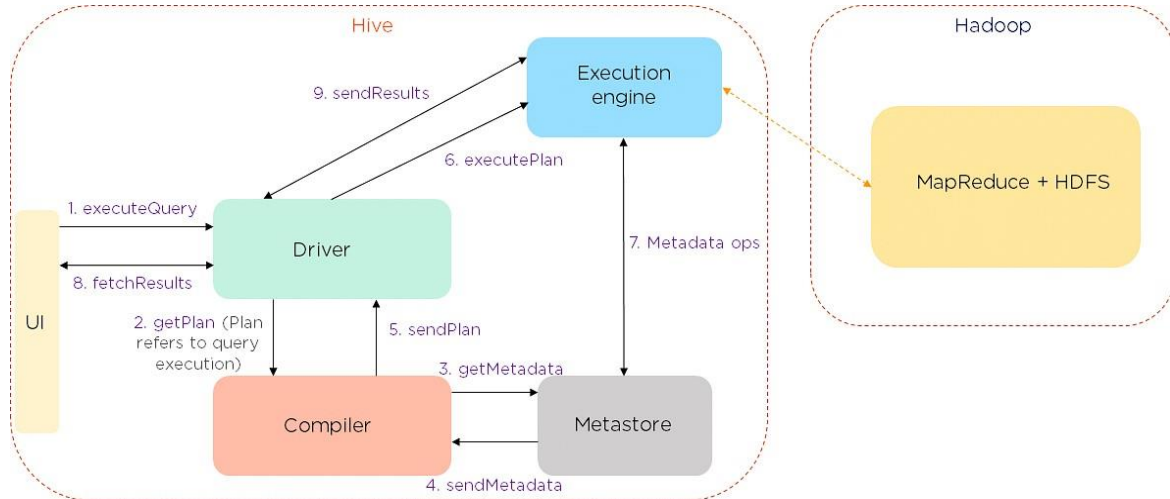 Hive
Hadoop
Execution
engine
9. sendResults
6. executePlan
MapReduce + HDFS
1. executeQuery
Driver
7. Metadata ops
8. fetchResults
UI
2. getPlan (Plan
refers to query
execution)
5. sendPlan
3. getMetadata
Compiler
Metastore
4. sendMetadata